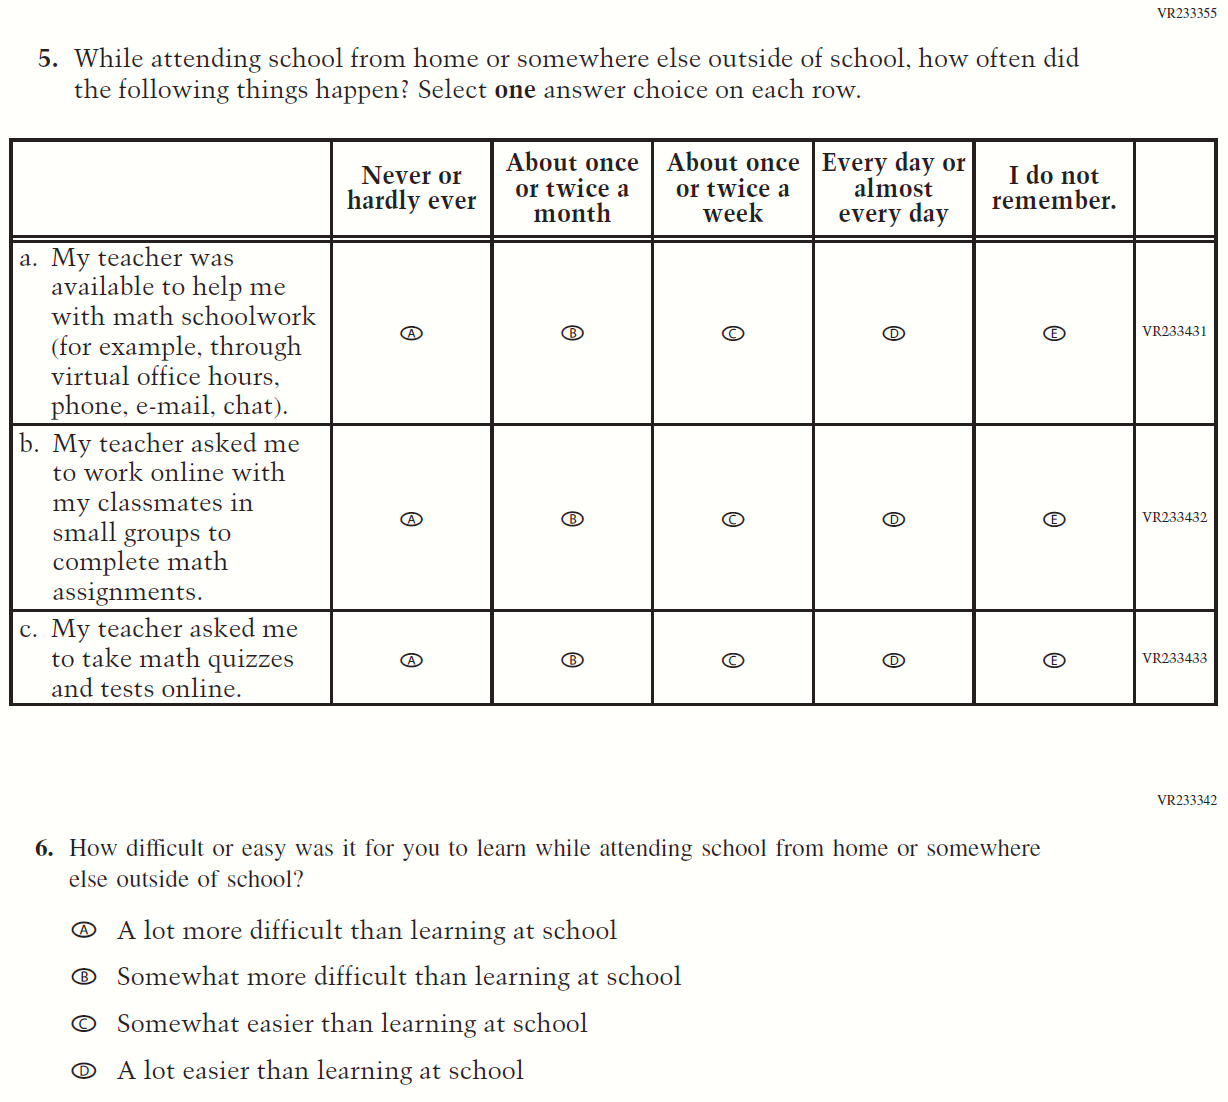 VR233355
5. While attending school from home or somewhere else outside of school, how often did
the following things happen? Select one answer choice on each row.
Never or
hardly ever
About once
or twice a
month
About once
or twice a
week
Every day or
almost
every day
I do not
remember.
a. My teacher was
available to help me
with math schoolwork
(for example, through
virtual office hours,
phone, e-mail, chat).
A B C D E VR233431
b. My teacher asked me
to work online with
my classmates in
small groups to
complete math
assignments.
A B C D E VR233432
c. My teacher asked me
to take math quizzes
and tests online.
A B C D E VR233433
VR233342
6. How difficult or easy was it for you to learn while attending school from home or somewhere
else outside of school?
A A lot more difficult than learning at school
B Somewhat more difficult than learning at school
C Somewhat easier than learning at school
D A lot easier than learning at school